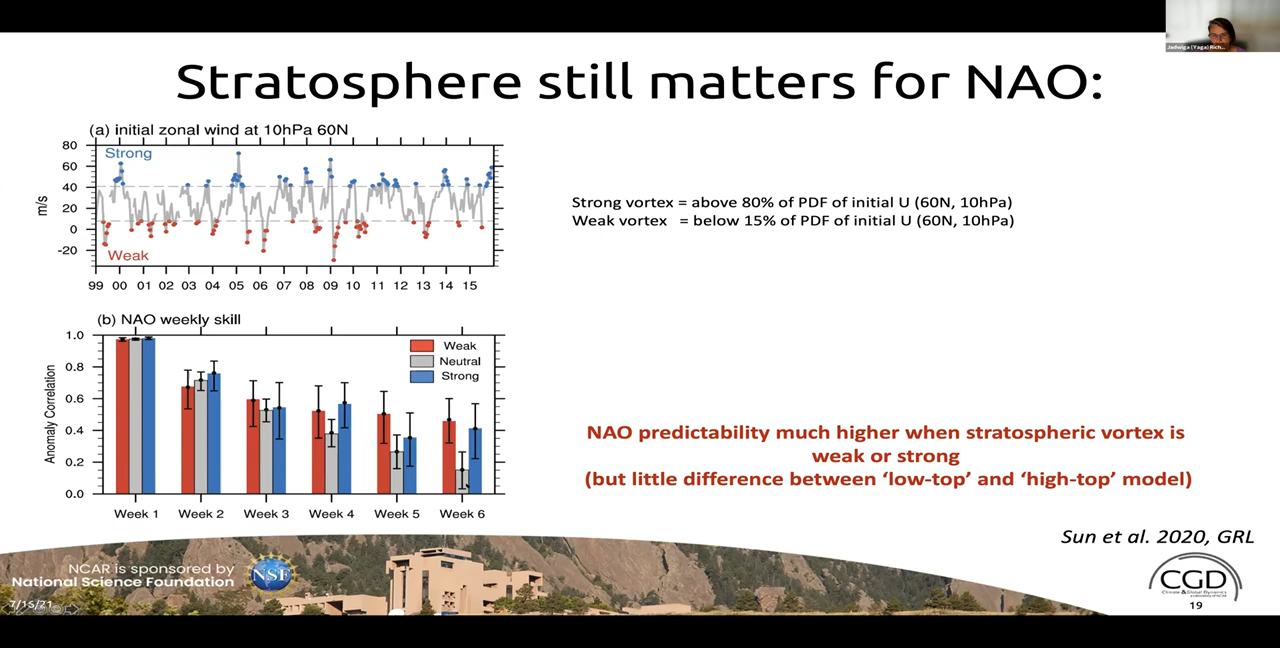 Jadwiga (Yaga) Rich...
Stratosphere still matters for NAO:
(a) initial zonal wind at 10hPa 60N
80
60
40
20
0
-20
m/s
Strong
Weak
99 00 01 02 03 04 05 06 07 08 09 10 11 12 13 14 15
Strong vortex = above 80% of PDF of initial U (60N, 10hPa)
Weak vortex = below 15% of PDF of initial U (60N, 10hPa)
(b) NAO weekly skill
1.0
0.8
0.6
0.4
0.2
0.0
Anomaly Correlation
Weak
Neutral
Strong
Week 1 Week 2 Week 3 Week 4 Week 5 Week 6
NAO predictability much higher when stratospheric vortex is
weak or strong
(but little difference between ‘low-top’ and ‘high-top’ model)
Sun et al. 2020, GRL
NCAR is sponsored by
National Science Foundation
NSF
7/15/21
CGD
Climate & Global Dynamics
19